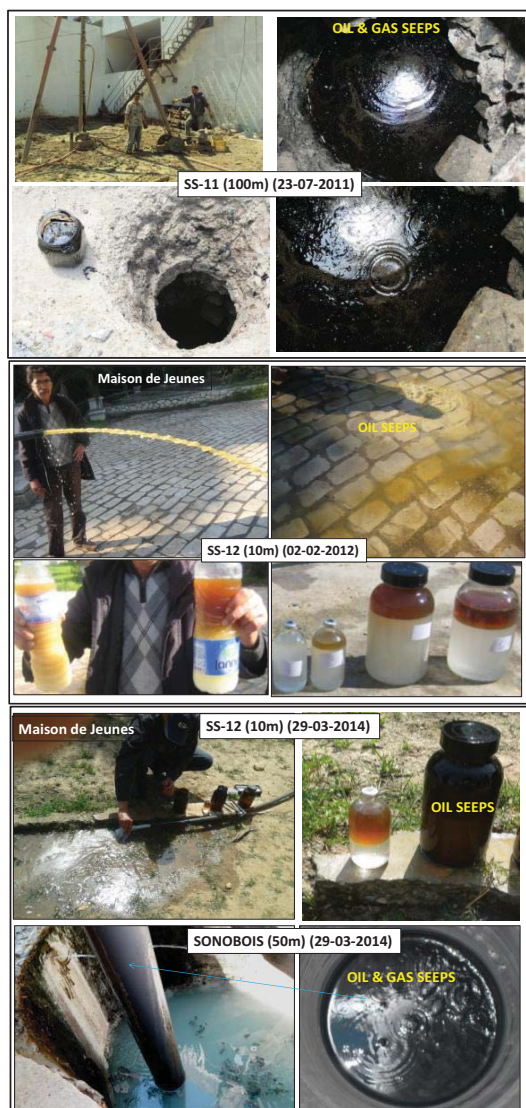 OIL & GAS SEEPS
SS-11 (100m) (23-07-2011)
Maison de Jeunes
OIL SEEPS
SS-12 (10m) (02-02-2012)
Maison de Jeunes
SS-12 (10m) (29-03-2014)
OIL SEEPS
SONOBOIS (50m) (29-03-2014)
OIL & GAS SEEPS